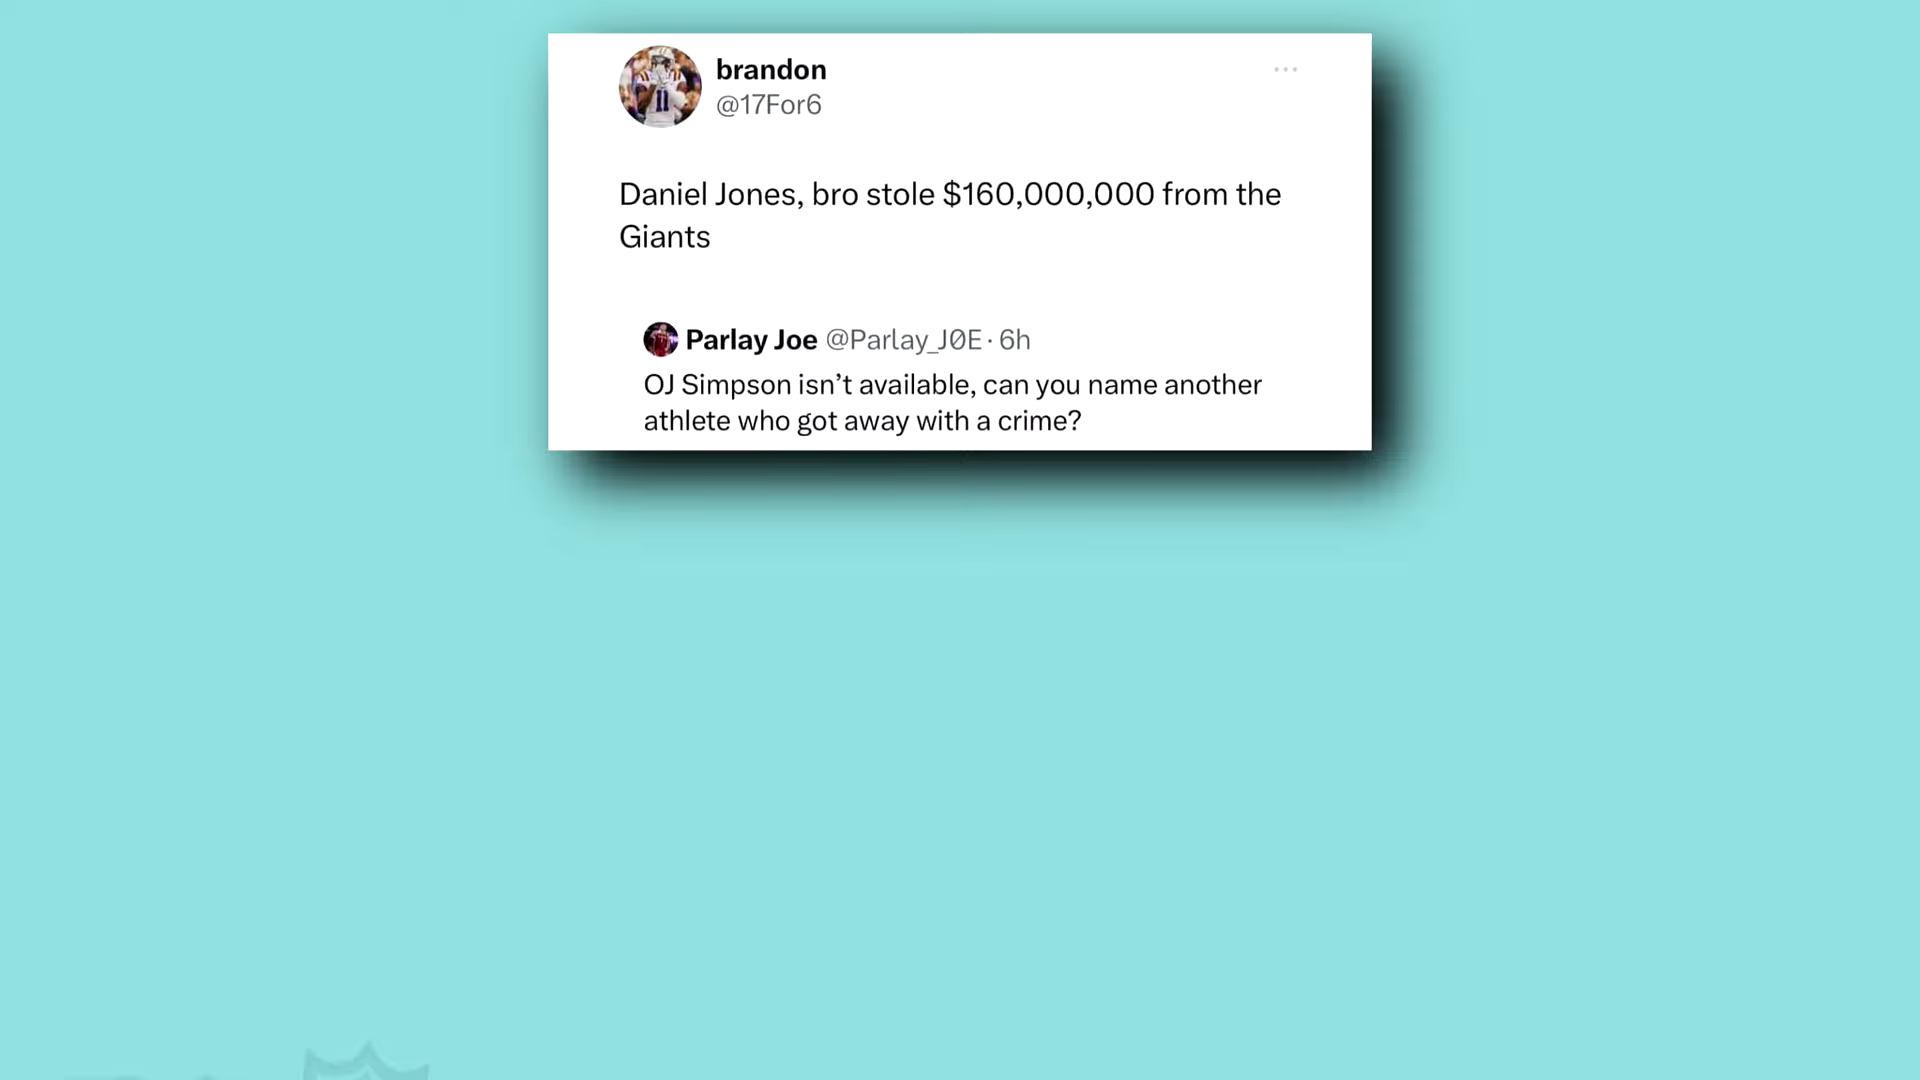 brandon
@17For6
Daniel Jones, bro stole $160,000,000 from the
Giants
Parlay Joe @Parlay_JØE · 6h
OJ Simpson isn’t available, can you name another
athlete who got away with a crime?